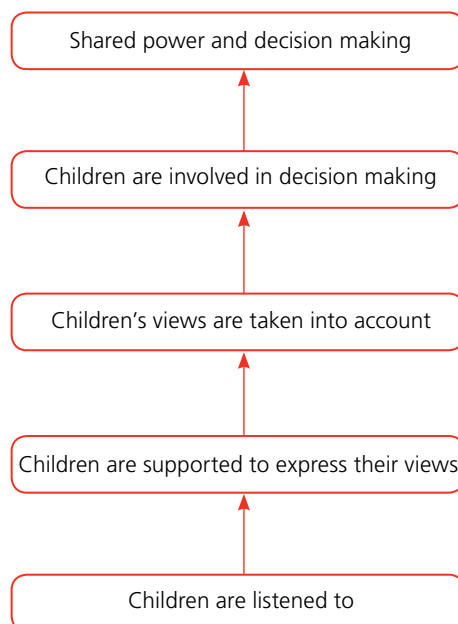 Shared power and decision making
Children are involved in decision making
Children’s views are taken into account
Children are supported to express their views
Children are listened to